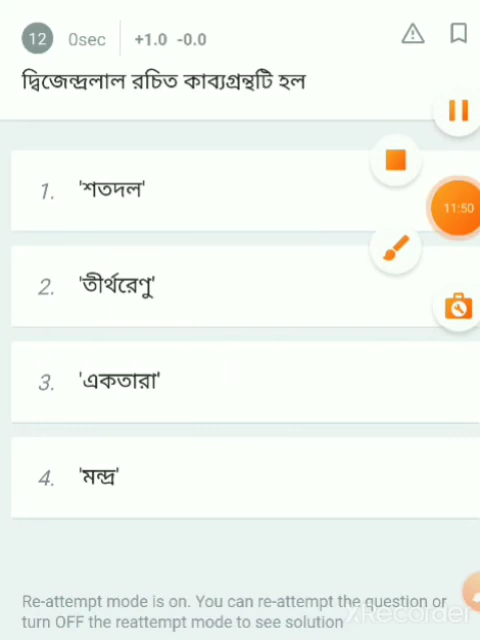 12 0sec +1.0 -0.0
দ্বিজেন্দ্রলাল রচিত কাব্যগ্রন্থটি হল
11:50
1. 'শতদল'
2. 'তীর্থরেণু'
3. 'একতারা'
4. 'মন্দ্র'
Re-attempt mode is on. You can re-attempt the question or
turn OFF the reattempt mode to see solution
XRecorder